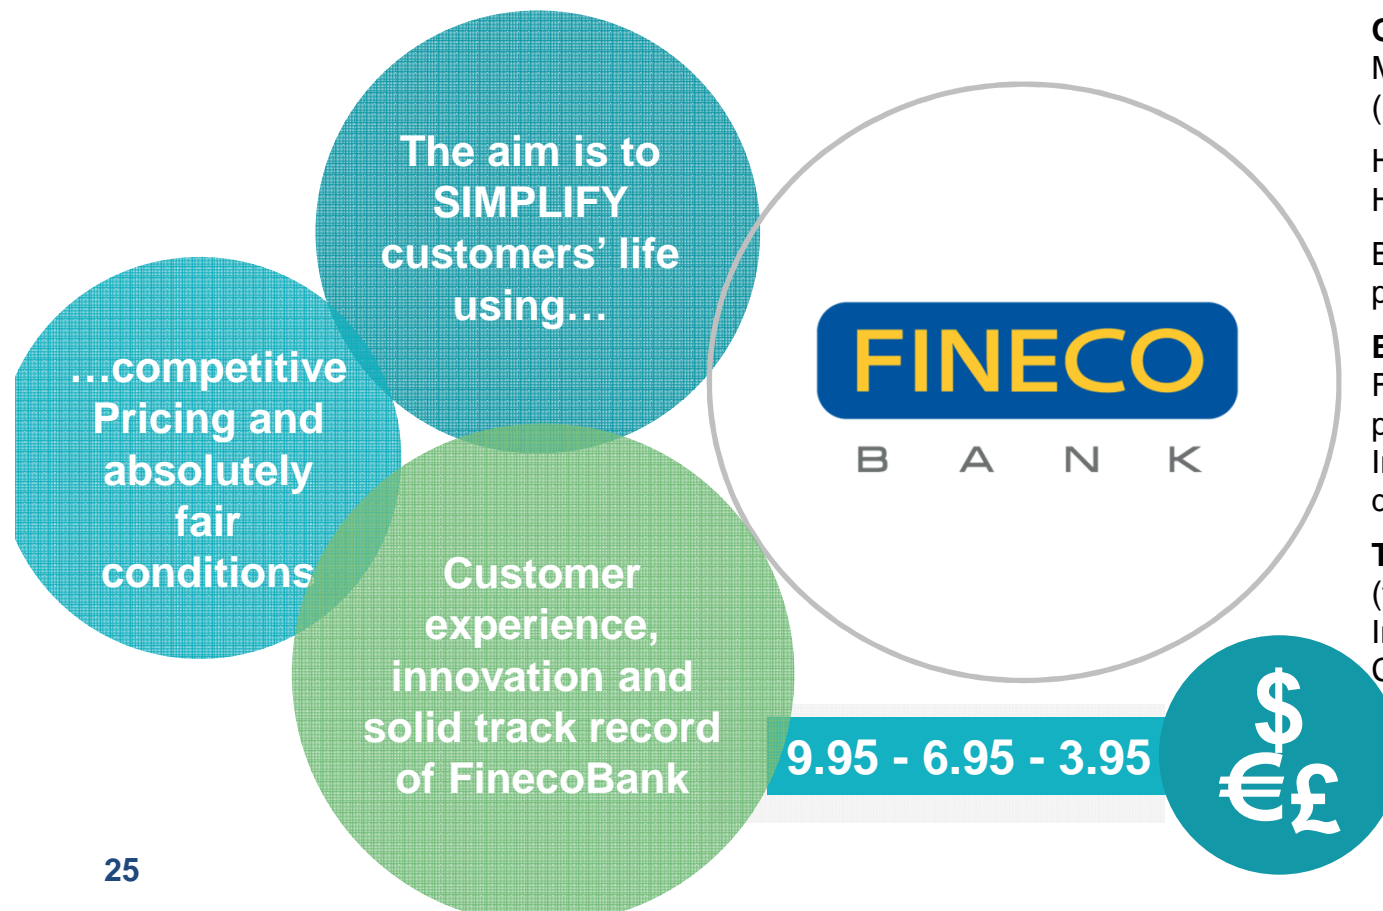 The aim is to
SIMPLIFY
customers’ life
using…
…competitive
Pricing and
absolutely
fair
conditions
Customer
experience,
innovation and
solid track record
of FinecoBank
FINECO
BANK
9.95 - 6.95 - 3.95
$
€£
25